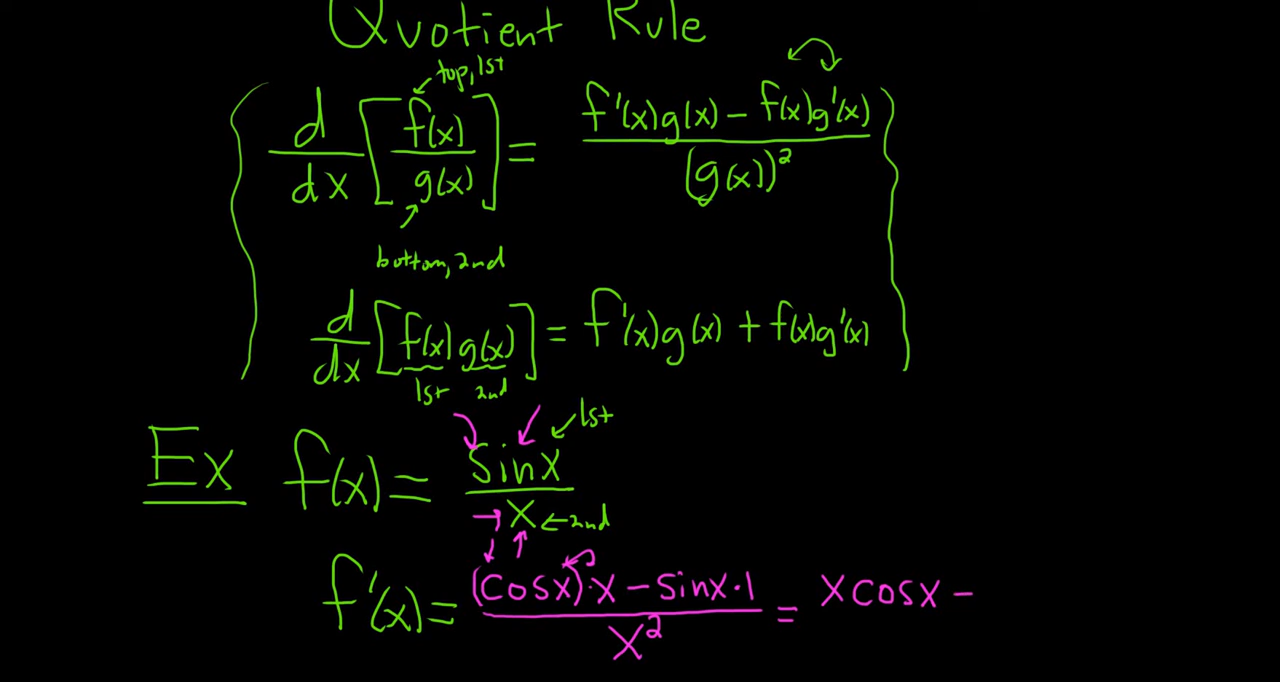 Quotient Rule
top, 1st
d/dx [f(x)/g(x)] = (f'(x)g(x) - f(x)g'(x))/(g(x))²
bottom, 2nd
d/dx [f(x)g(x)] = f'(x)g(x) + f(x)g'(x)
1st 2nd
Ex f(x) = sinx/x ← 1st ← 2nd
f'(x) = ((cosx)·x - sinx·1)/x² = xcosx -